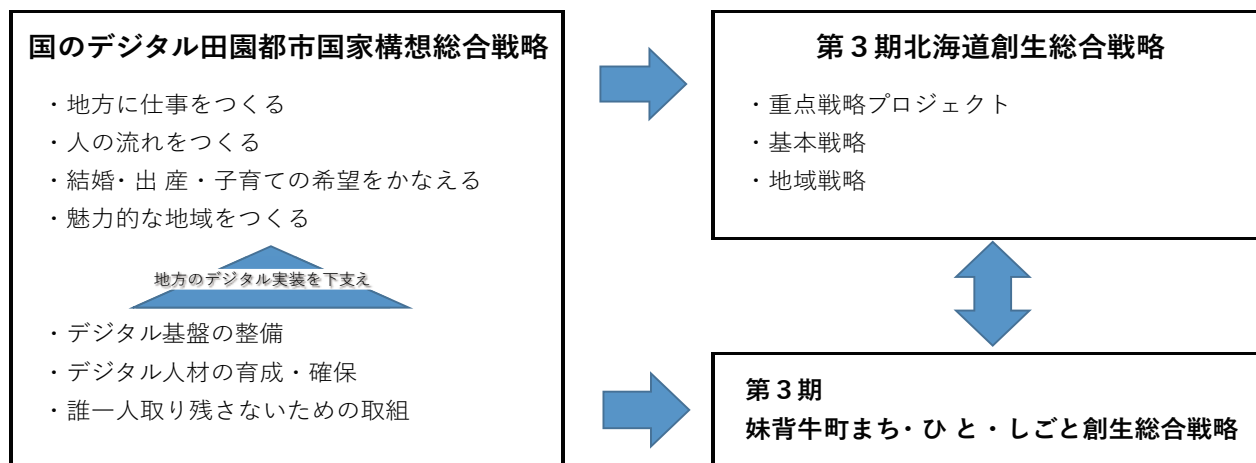 国のデジタル田園都市国家構想総合戦略
・地方に仕事をつくる
・人の流れをつくる
・結婚・出 産・子育ての希望をかなえる
・魅力的な地域をつくる
地方のデジタル実装を下支え
・デジタル基盤の整備
・デジタル人材の育成・確保
・誰一人取り残さないための取組
第３期北海道創生総合戦略
・重点戦略プロジェクト
・基本戦略
・地域戦略
第３期
妹背牛町まち・ひ と・しごと創生総合戦略